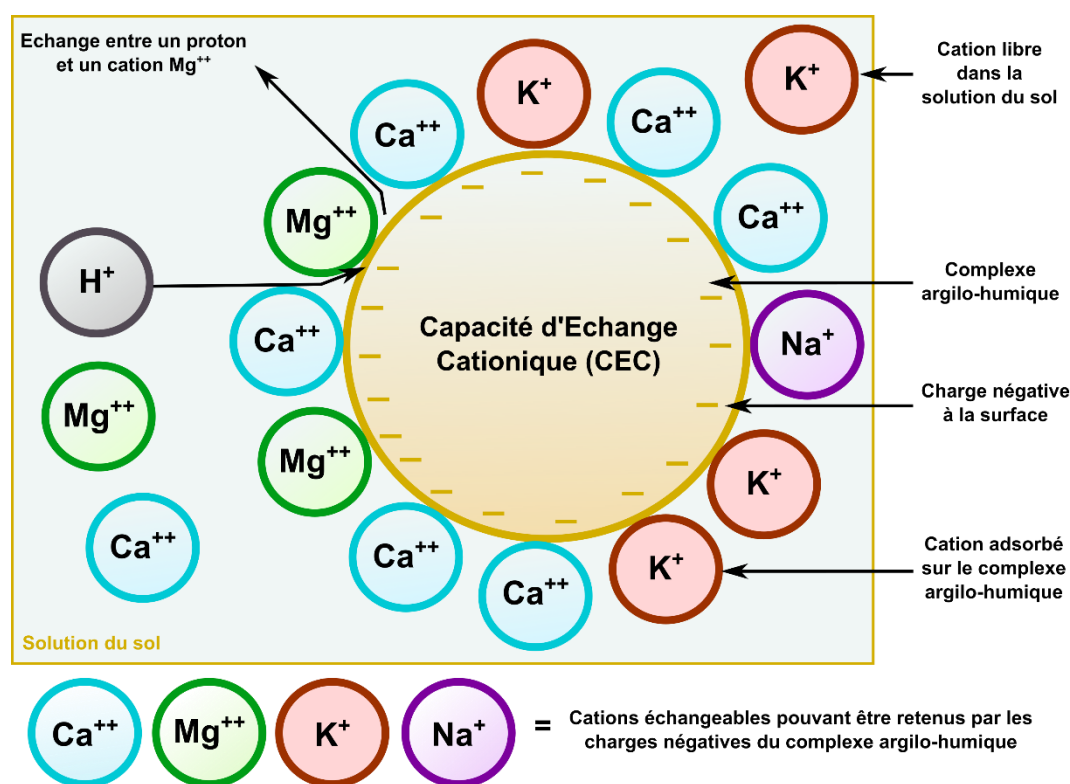 Echange entre un proton
et un cation Mg⁺⁺
K⁺
K⁺
Cation libre
dans la
solution du sol
Ca⁺⁺
Ca⁺⁺
Mg⁺⁺
Ca⁺⁺
H⁺
Complexe
argilo-humique
Ca⁺⁺
Capacité d'Echange
Cationique (CEC)
Na⁺
Mg⁺⁺
Charge négative
à la surface
Mg⁺⁺
K⁺
Ca⁺⁺
Ca⁺⁺
Ca⁺⁺
K⁺
Cation adsorbé
sur le complexe
argilo-humique
Solution du sol
Ca⁺⁺ Mg⁺⁺ K⁺ Na⁺ =
Cations échangeables pouvant être retenus par les
charges négatives du complexe argilo-humique